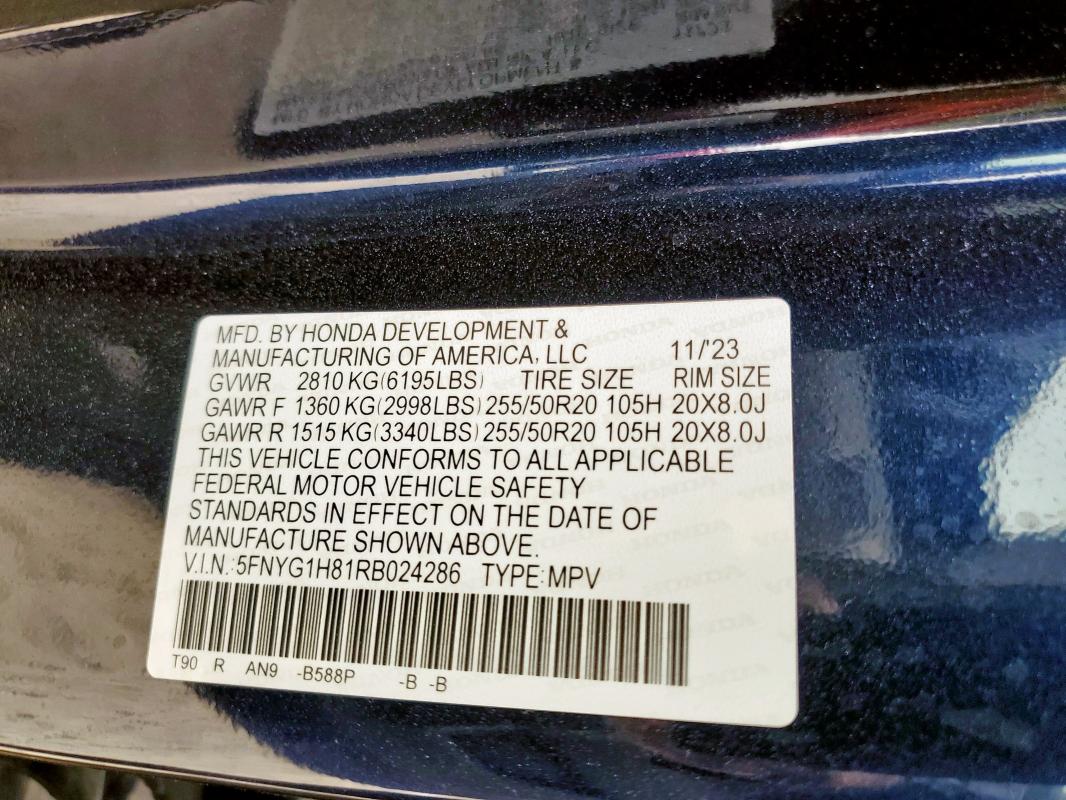 MFD. BY HONDA DEVELOPMENT &
MANUFACTURING OF AMERICA, LLC 11/'23
GVWR 2810 KG(6195LBS) TIRE SIZE RIM SIZE
GAWR F 1360 KG(2998LBS) 255/50R20 105H 20X8.0J
GAWR R 1515 KG(3340LBS) 255/50R20 105H 20X8.0J
THIS VEHICLE CONFORMS TO ALL APPLICABLE
FEDERAL MOTOR VEHICLE SAFETY
STANDARDS IN EFFECT ON THE DATE OF
MANUFACTURE SHOWN ABOVE.
V.I.N.:5FNYG1H81RB024286 TYPE:MPV
T90 R AN9 -B588P -B -B